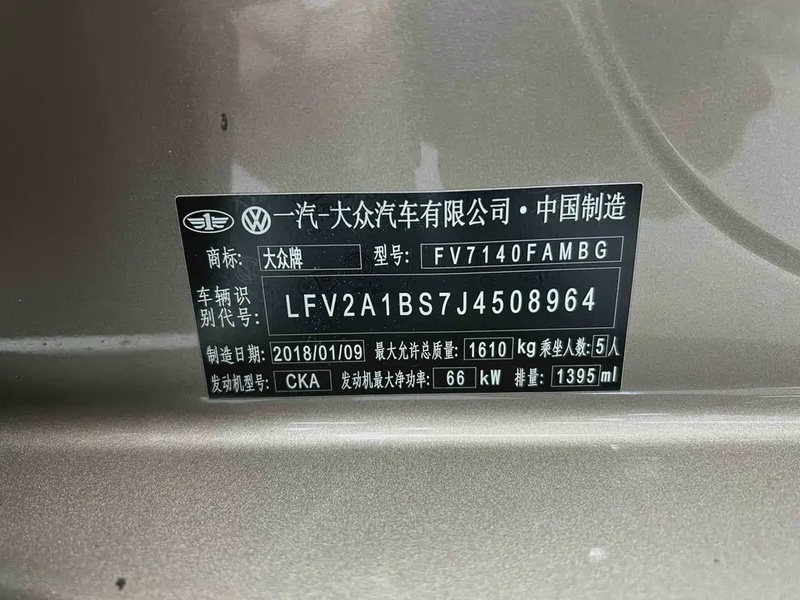 一汽-大众汽车有限公司·中国制造
商标: 大众牌 型号: FV7140FAMBG
车辆识别代号: LFV2A1BS7J4508964
制造日期: 2018/01/09 最大允许总质量: 1610 kg 乘坐人数: 5人
发动机型号: CKA 发动机最大净功率: 66 kW 排量: 1395 ml